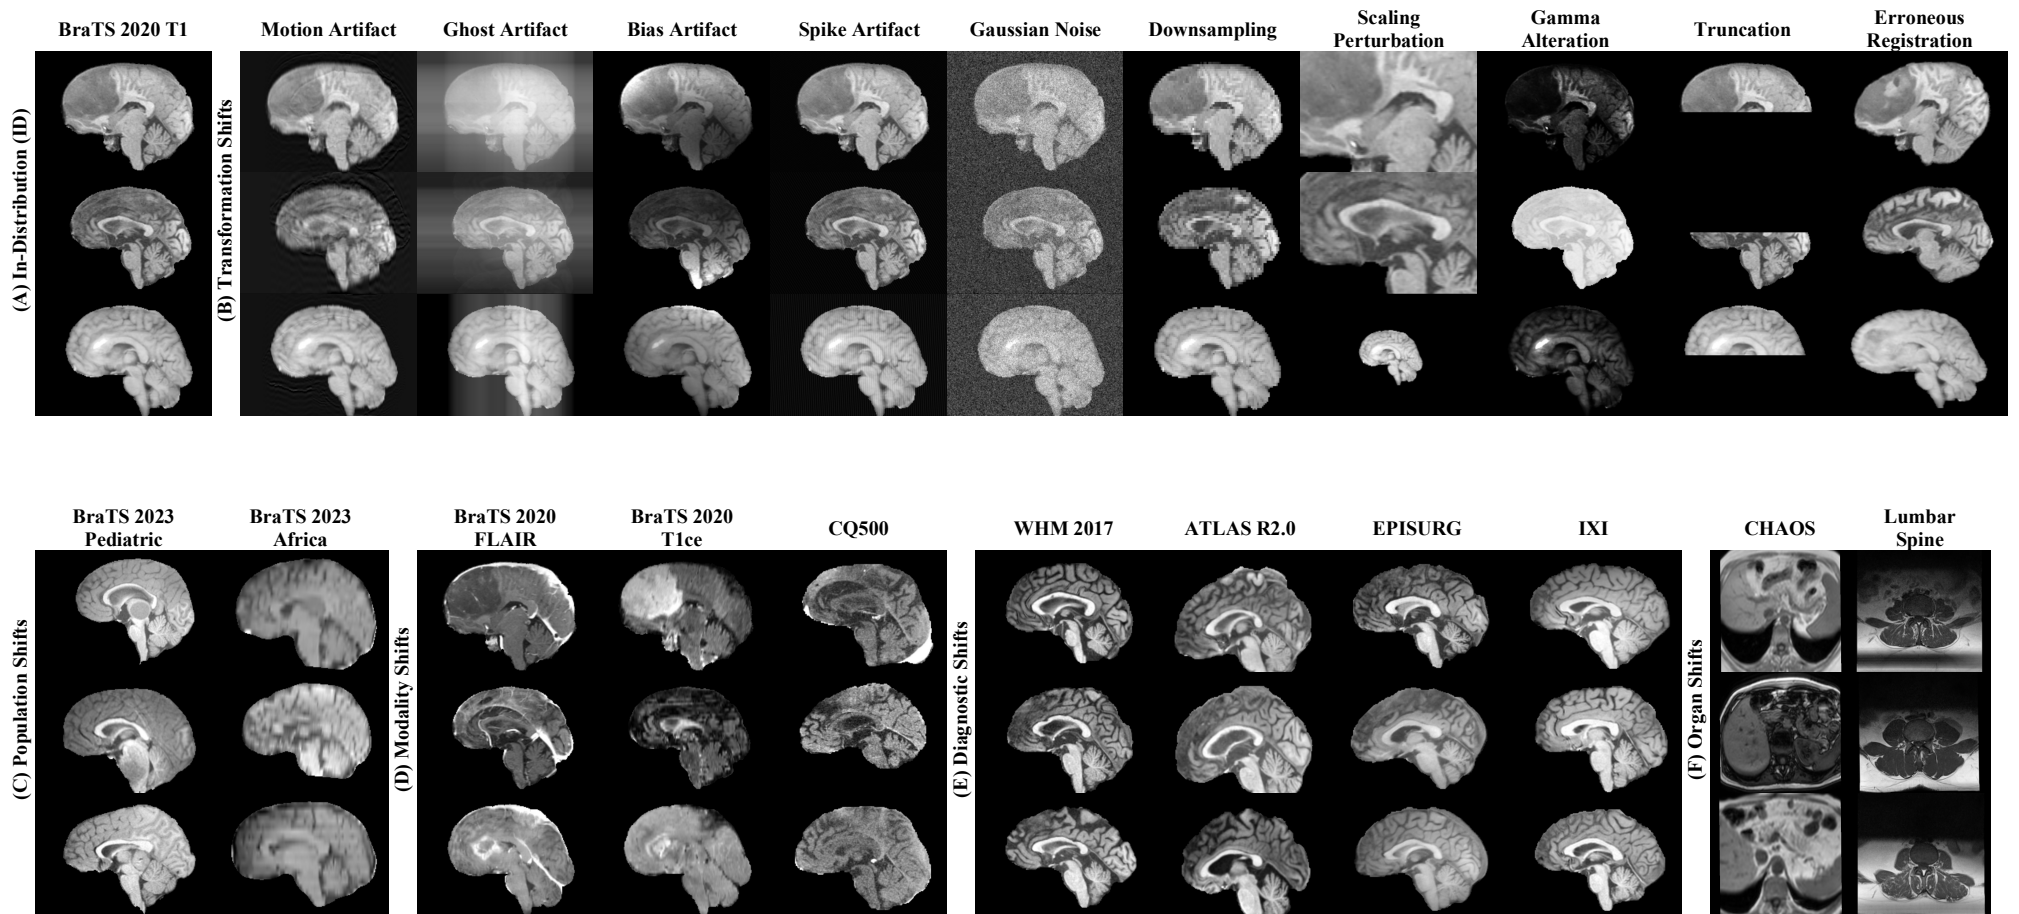 BraTS 2020 T1
Motion Artifact
Ghost Artifact
Bias Artifact
Spike Artifact
Gaussian Noise
Downsampling
Scaling
Perturbation
Gamma
Alteration
Truncation
Erroneous
Registration
(A) In-Distribution (ID)
(B) Transformation Shifts
BraTS 2023
Pediatric
BraTS 2023
Africa
BraTS 2020
FLAIR
BraTS 2020
T1ce
CQ500
WHM 2017
ATLAS R2.0
EPISURG
IXI
CHAOS
Lumbar
Spine
(C) Population Shifts
(D) Modality Shifts
(E) Diagnostic Shifts
(F) Organ Shifts